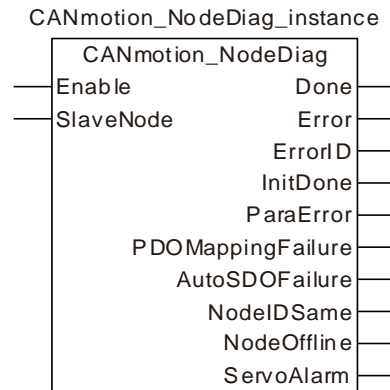 CANmotion_NodeDiag_instance
CANmotion_NodeDiag
Enable Done
SlaveNode Error
ErrorID
InitDone
ParaError
PDOMappingFailure
AutoSDOFailure
NodeIDSame
NodeOffline
ServoAlarm